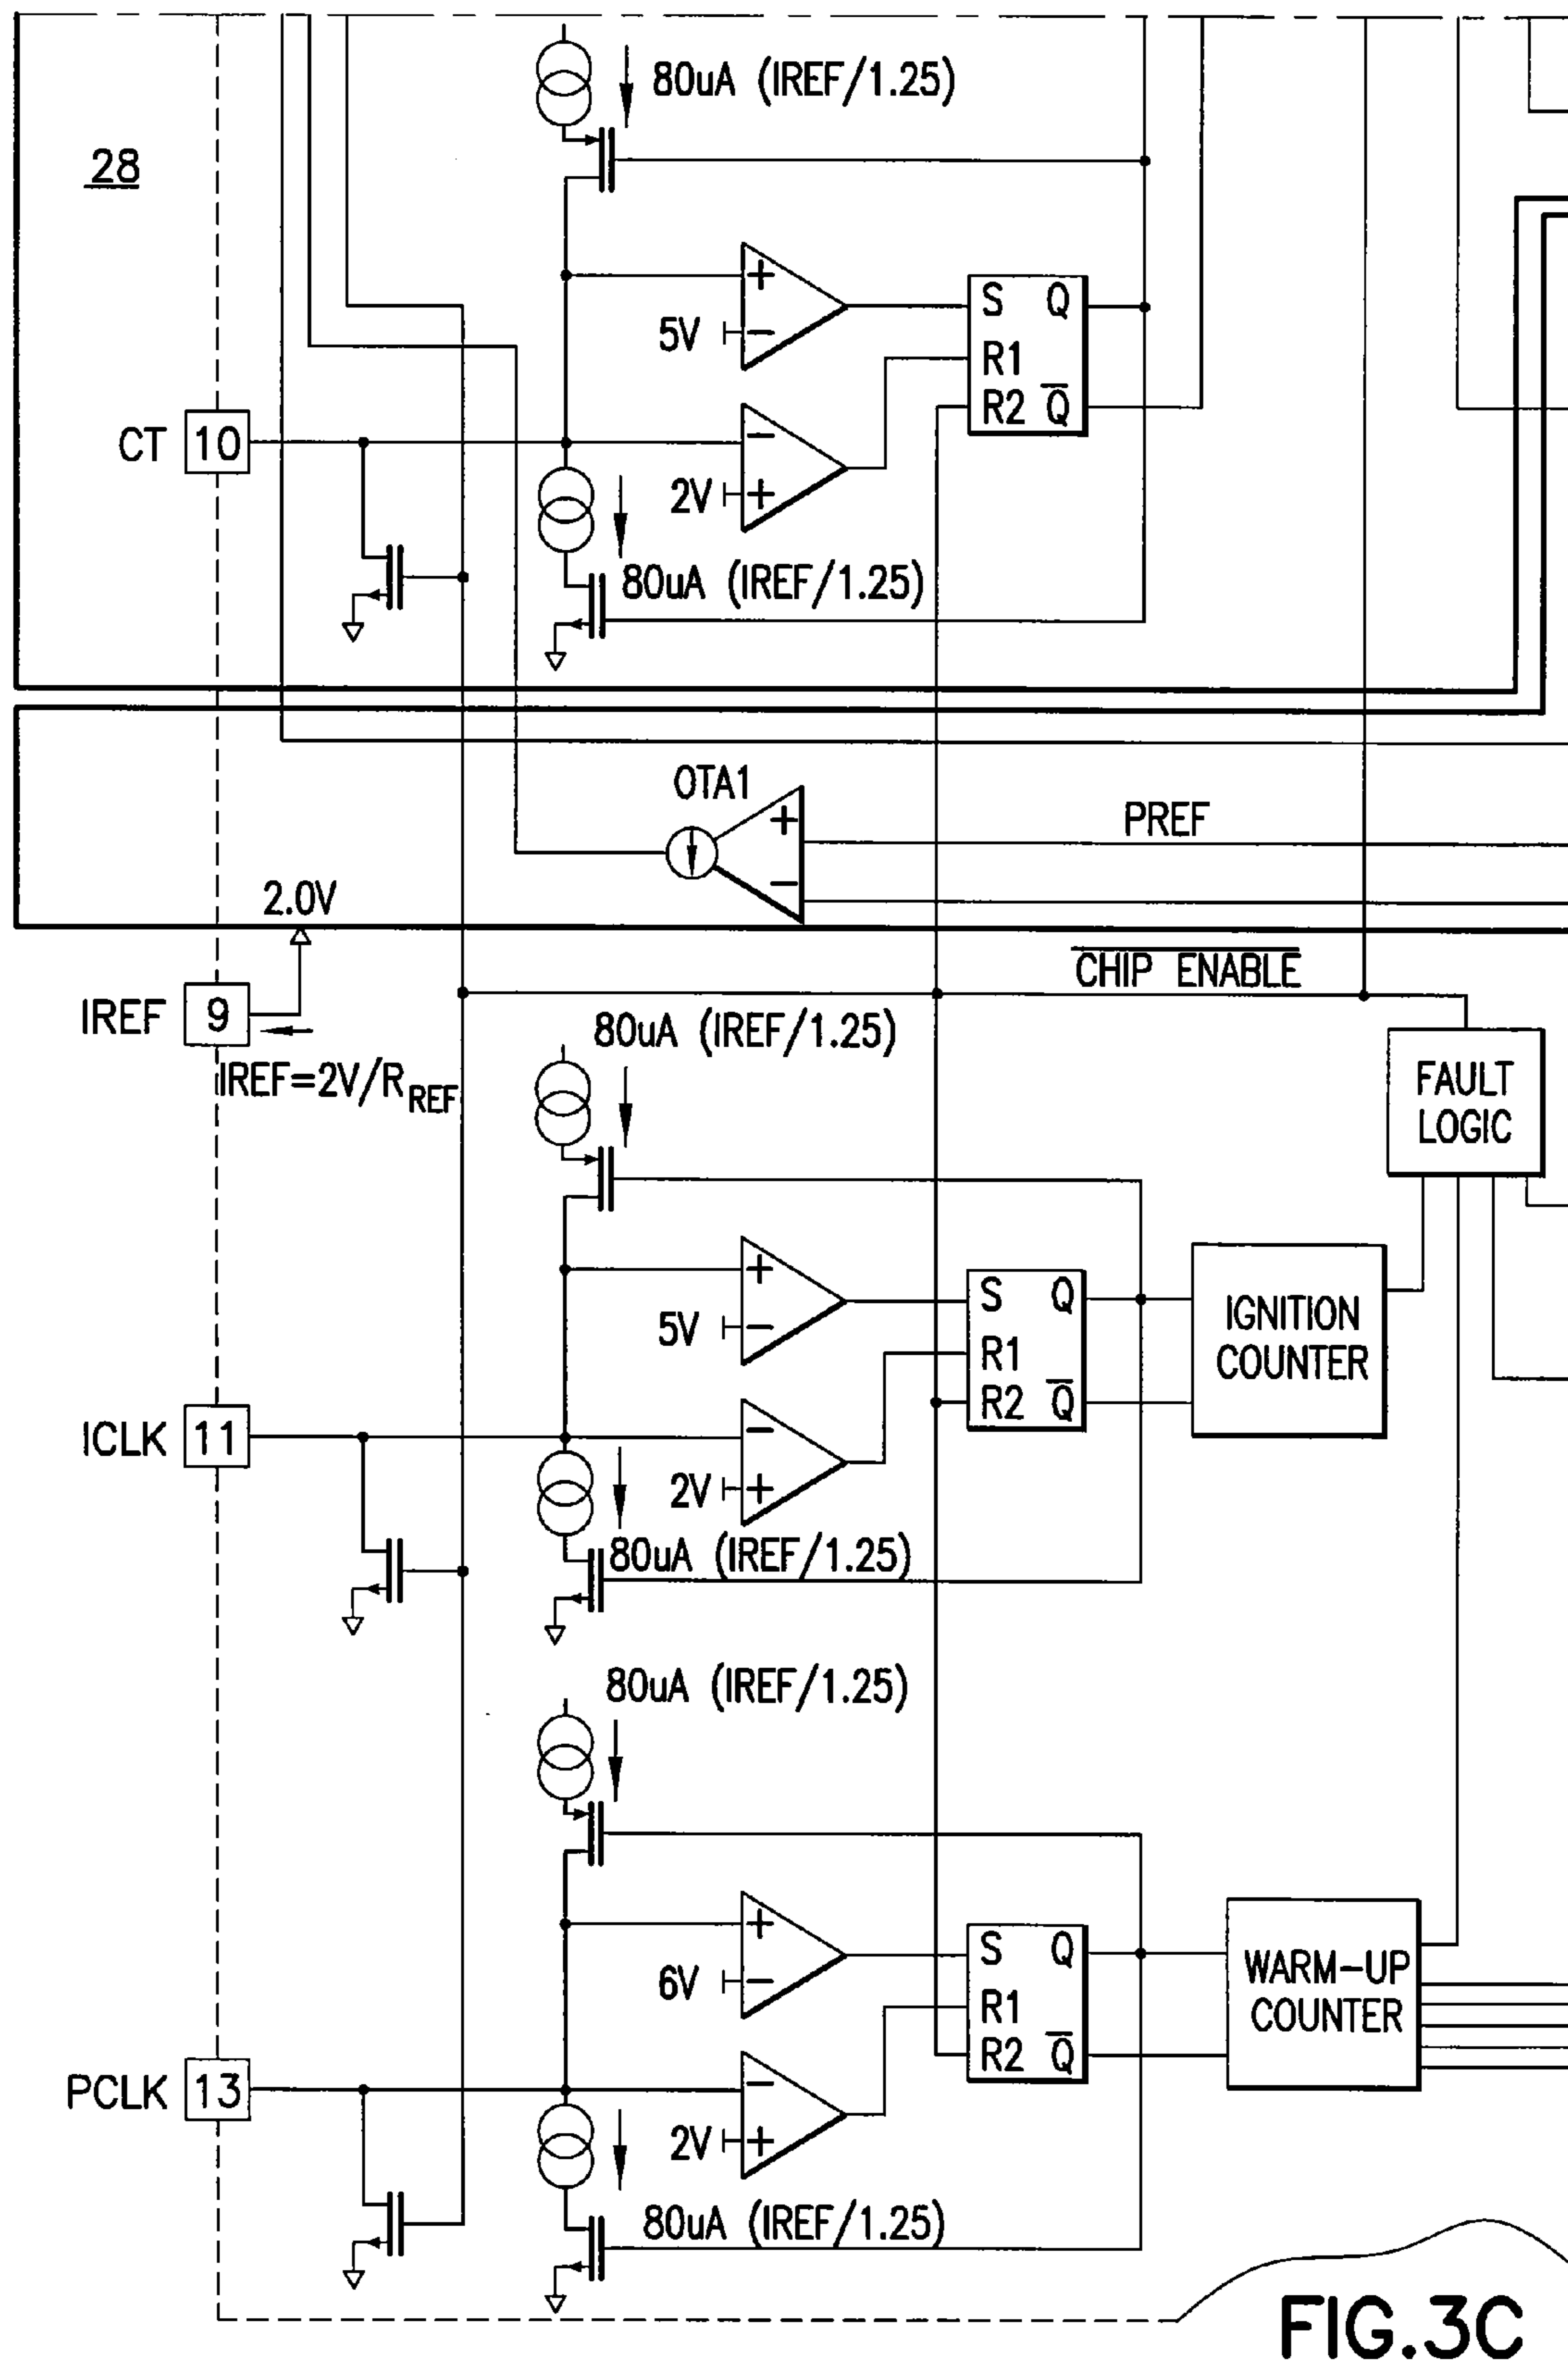 80uA (IREF/1.25)
28
+
5V
−
S Q
R1
R2 Q̅
CT 10
−
2V
+
80uA (IREF/1.25)
OTA1
+
−
PREF
2.0V
C̅H̅I̅P̅ ̅E̅N̅A̅B̅L̅E̅
IREF 9
IREF=2V/R_REF
80uA (IREF/1.25)
FAULT
LOGIC
+
5V
−
S Q
R1
R2 Q̅
IGNITION
COUNTER
ICLK 11
−
2V
+
80uA (IREF/1.25)
80uA (IREF/1.25)
+
6V
−
S Q
R1
R2 Q̅
WARM-UP
COUNTER
PCLK 13
−
2V
+
80uA (IREF/1.25)
FIG.3C